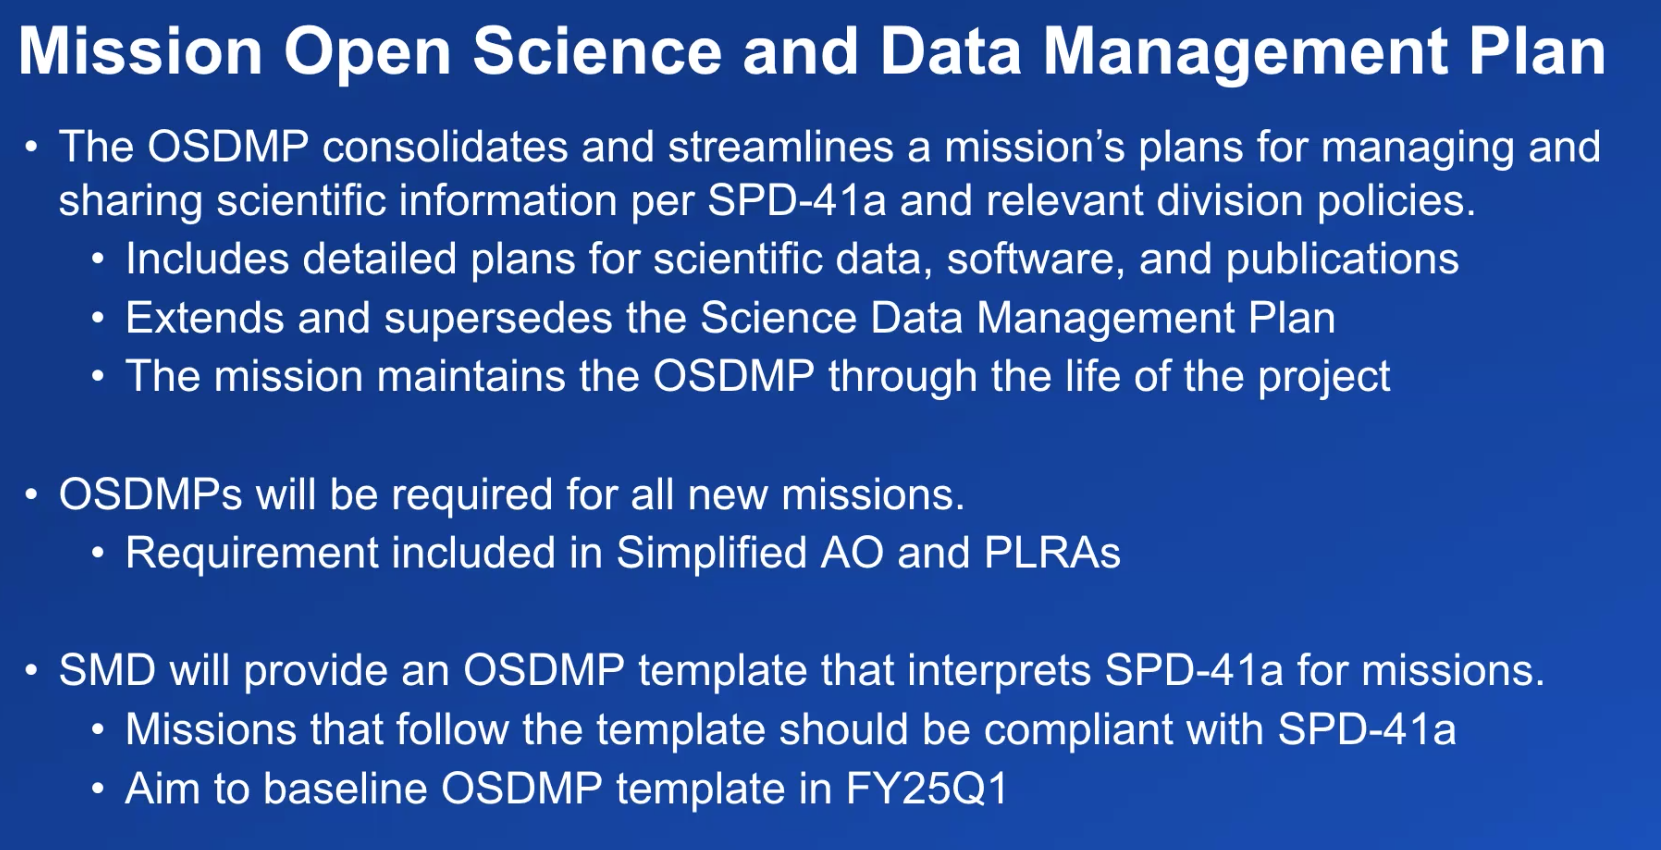 Mission Open Science and Data Management Plan
• The OSDMP consolidates and streamlines a mission’s plans for managing and
sharing scientific information per SPD-41a and relevant division policies.
• Includes detailed plans for scientific data, software, and publications
• Extends and supersedes the Science Data Management Plan
• The mission maintains the OSDMP through the life of the project
• OSDMPs will be required for all new missions.
• Requirement included in Simplified AO and PLRAs
• SMD will provide an OSDMP template that interprets SPD-41a for missions.
• Missions that follow the template should be compliant with SPD-41a
• Aim to baseline OSDMP template in FY25Q1